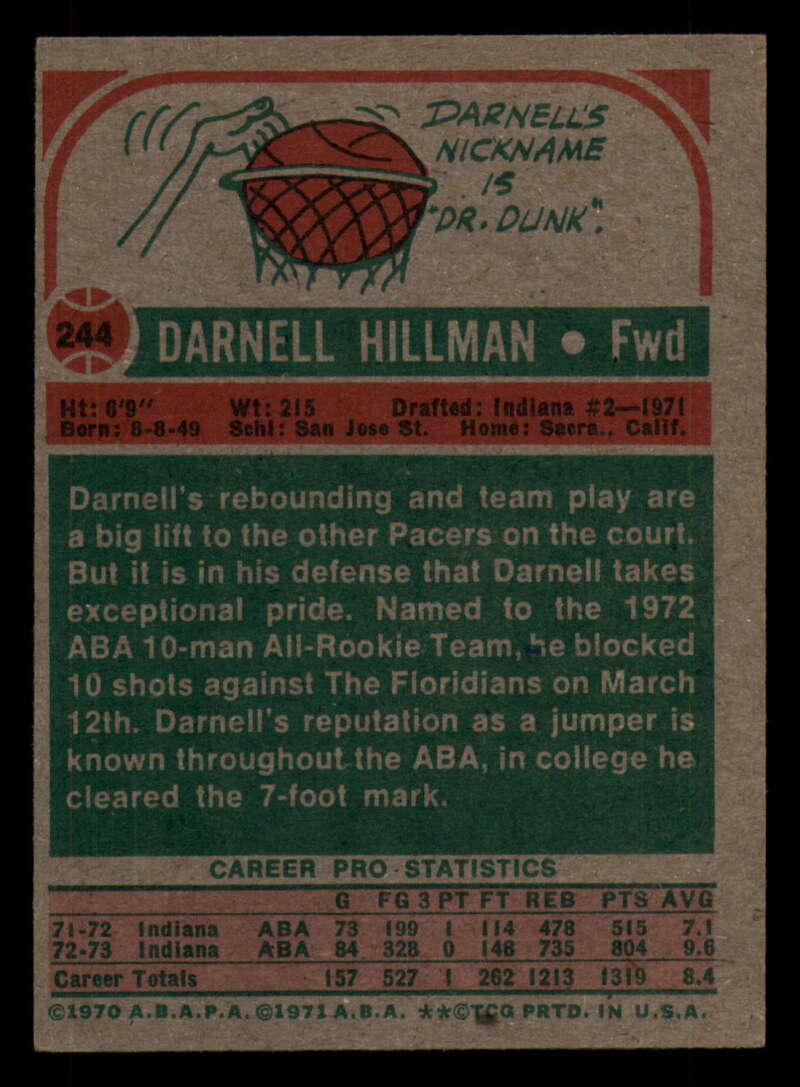 DARNELL'S
NICKNAME
IS
"DR. DUNK".
244 DARNELL HILLMAN • Fwd
Ht: 6'9" Wt: 215 Drafted: Indiana #2—1971
Born: 8-8-49 Schl: San Jose St. Home: Sacra., Calif.
Darnell's rebounding and team play are
a big lift to the other Pacers on the court.
But it is in his defense that Darnell takes
exceptional pride. Named to the 1972
ABA 10-man All-Rookie Team, he blocked
10 shots against The Floridians on March
12th. Darnell's reputation as a jumper is
known throughout the ABA, in college he
cleared the 7-foot mark.
CAREER PRO STATISTICS
G FG 3 PT FT REB PTS AVG
71-72 Indiana ABA 73 199 1 114 478 515 7.1
72-73 Indiana ABA 84 328 0 148 735 804 9.6
Career Totals 157 527 1 262 1213 1319 8.4
©1970 A.B.A.P.A. ©1971 A.B.A. **©TCG PRTD. IN U.S.A.